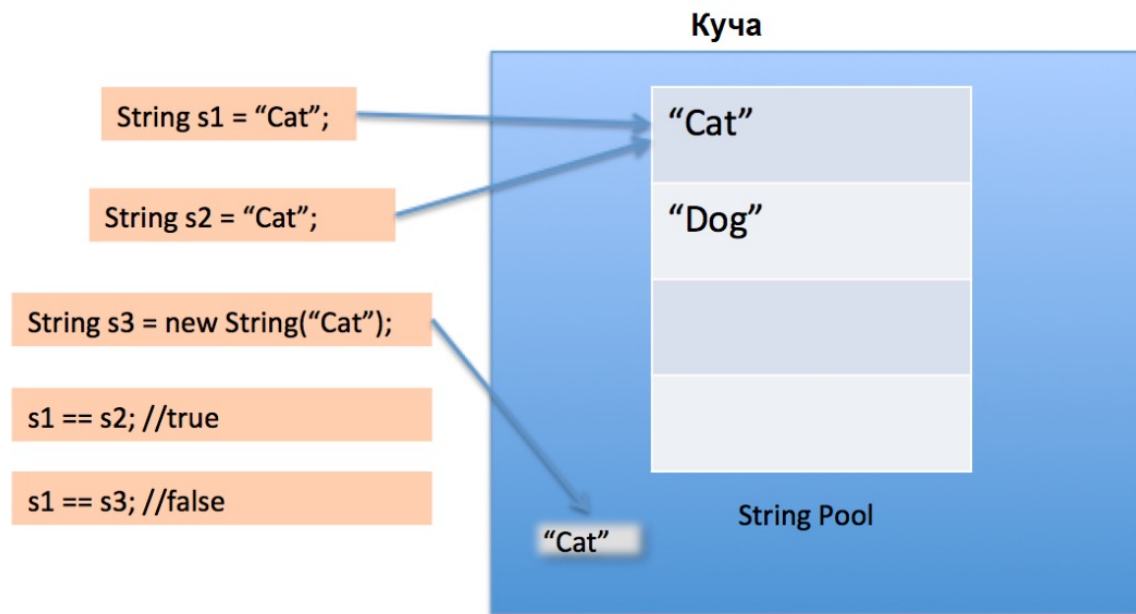 Куча
String s1 = “Cat”;
String s2 = “Cat”;
String s3 = new String(“Cat”);
s1 == s2; //true
s1 == s3; //false
“Cat”
“Dog”
String Pool
“Cat”